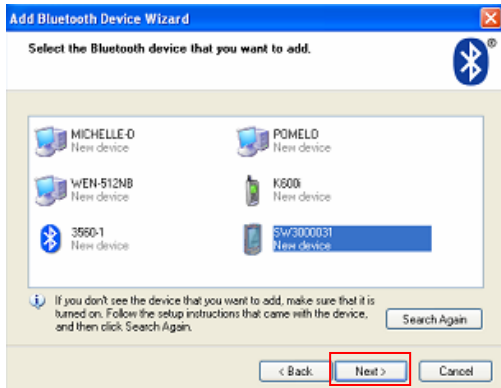 Add Bluetooth Device Wizard
Select the Bluetooth device that you want to add.
®
MICHELLE-D
New device
POMELO
New device
WEN-512NB
New device
K600i
New device
3560-1
New device
SW3000031
New device
If you don't see the device that you want to add, make sure that it is
turned on. Follow the setup instructions that came with the device,
and then click Search Again.
Search Again
< Back
Next >
Cancel